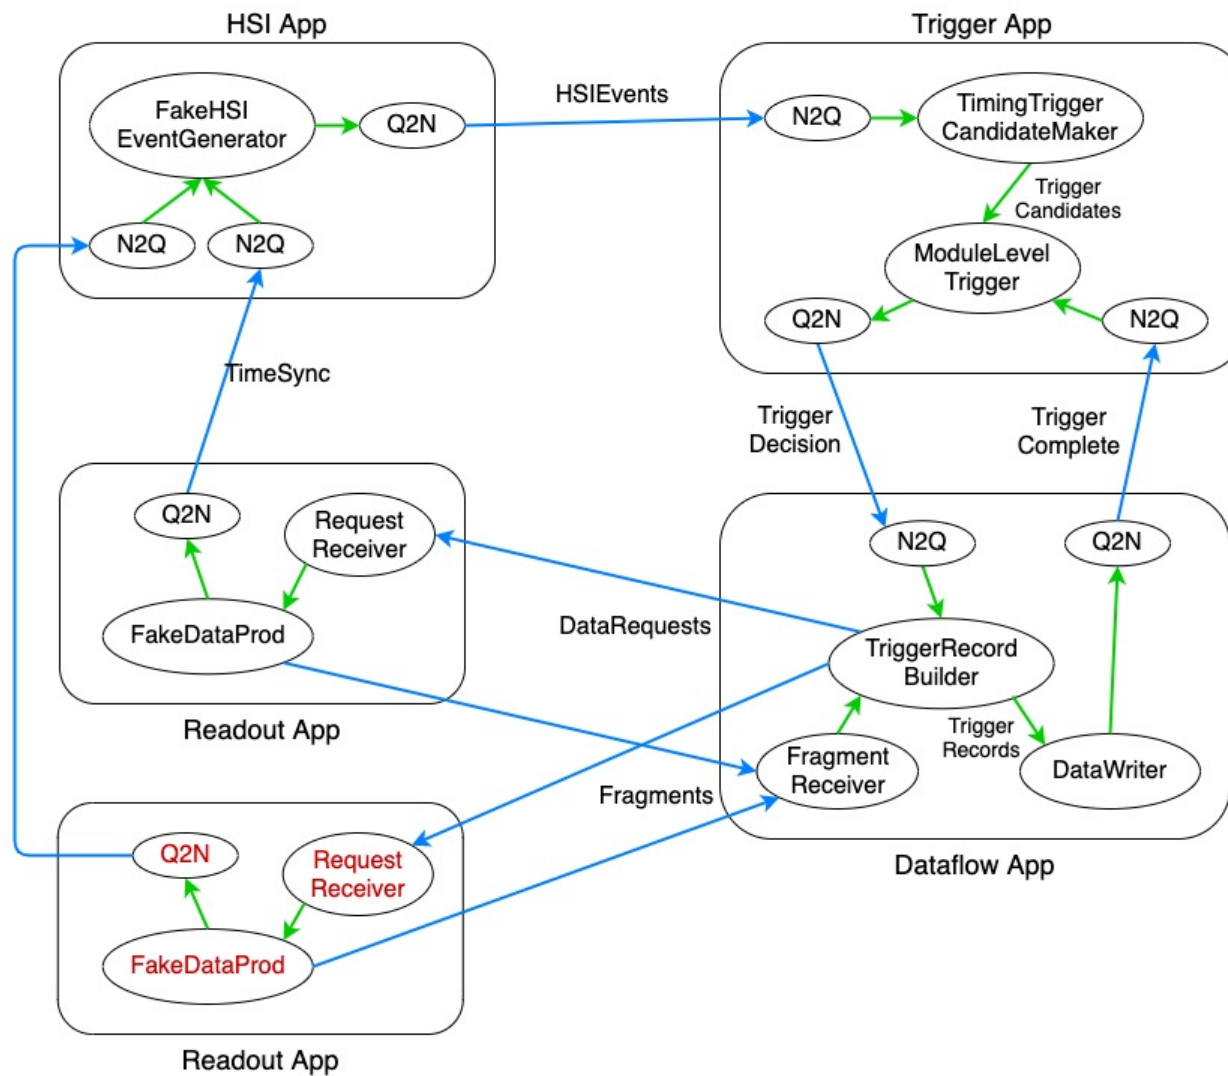 HSI App
Trigger App
FakeHSI
EventGenerator
Q2N
HSIEvents
N2Q
TimingTrigger
CandidateMaker
Trigger
Candidates
N2Q
N2Q
ModuleLevel
Trigger
Q2N
N2Q
TimeSync
Trigger
Decision
Trigger
Complete
Q2N
Request
Receiver
N2Q
Q2N
FakeDataProd
DataRequests
TriggerRecord
Builder
Readout App
Trigger
Records
Fragment
Receiver
DataWriter
Fragments
Q2N
Request
Receiver
Dataflow App
FakeDataProd
Readout App